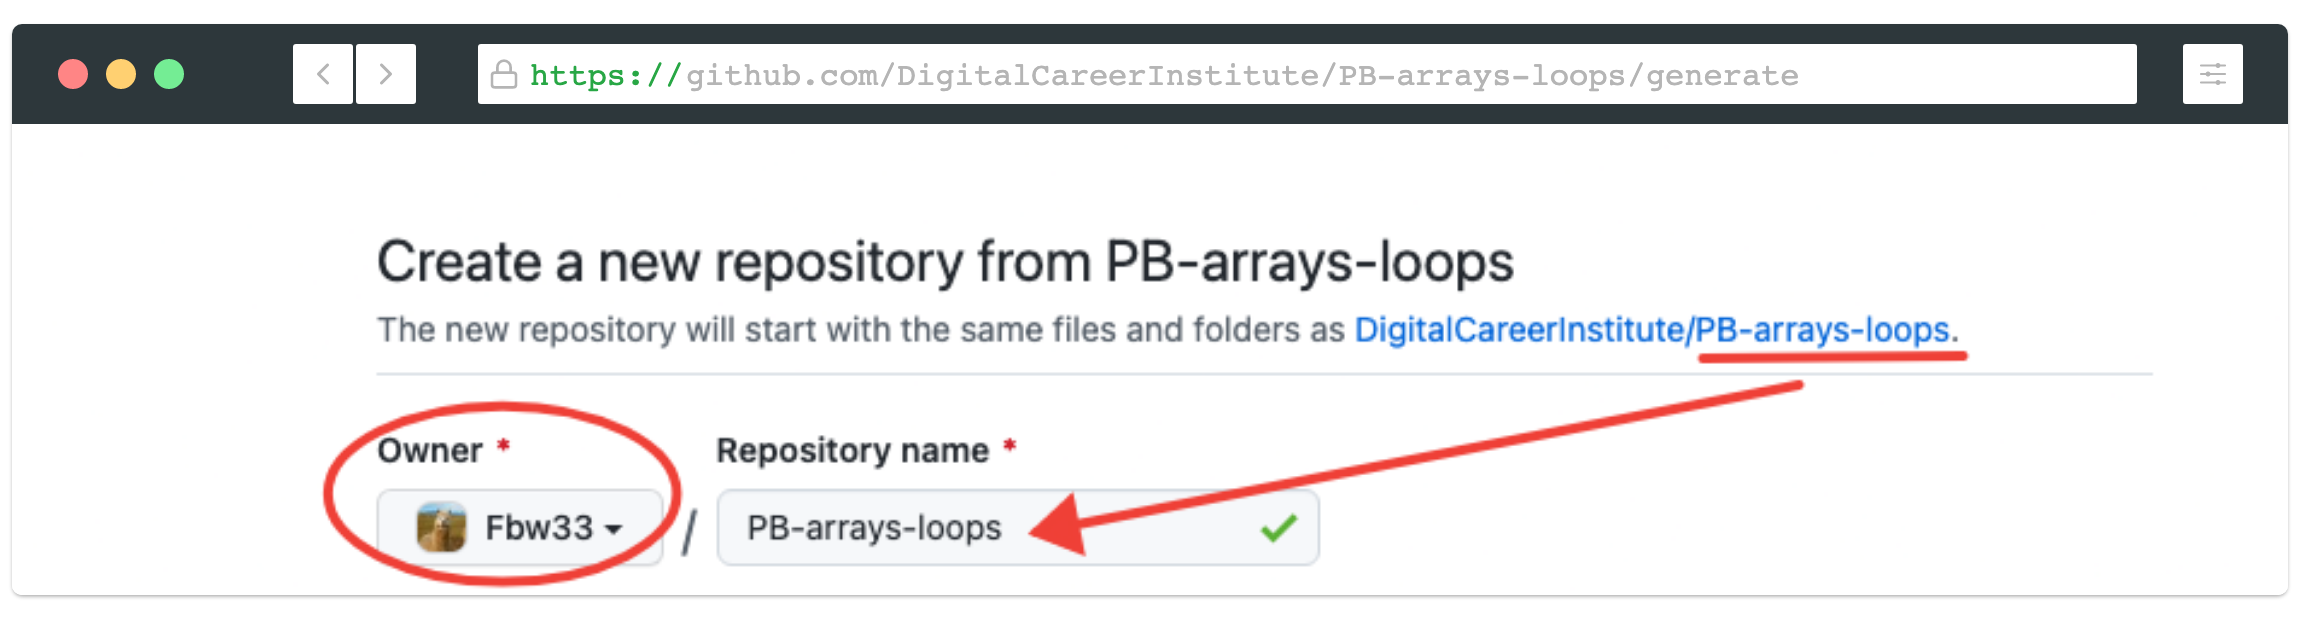 https://github.com/DigitalCareerInstitute/PB-arrays-loops/generate
Create a new repository from PB-arrays-loops
The new repository will start with the same files and folders as DigitalCareerInstitute/PB-arrays-loops.
Owner * Repository name *
Fbw33 / PB-arrays-loops